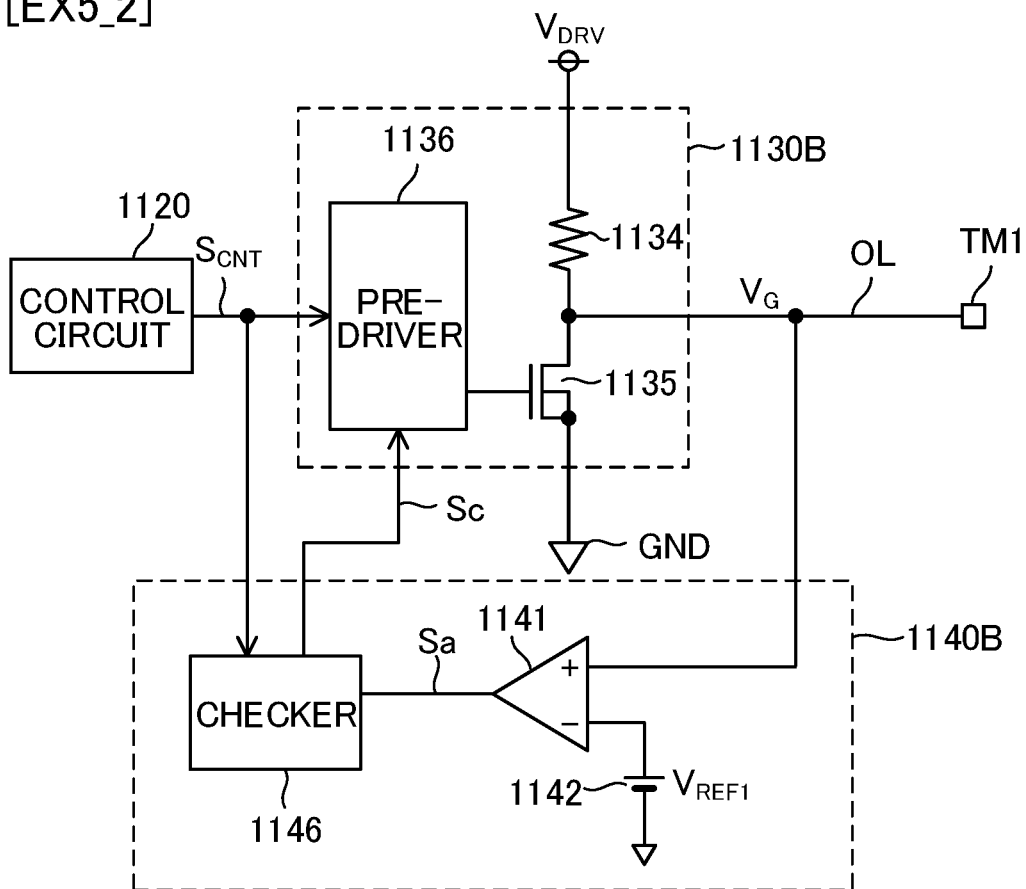 [EX5_2]
VDRV
1136
1130B
1120
SCNT
1134
TM1
OL
CONTROL
CIRCUIT
PRE-
DRIVER
VG
1135
Sc
GND
1141
1140B
Sa
+
CHECKER
−
1142
VREF1
1146